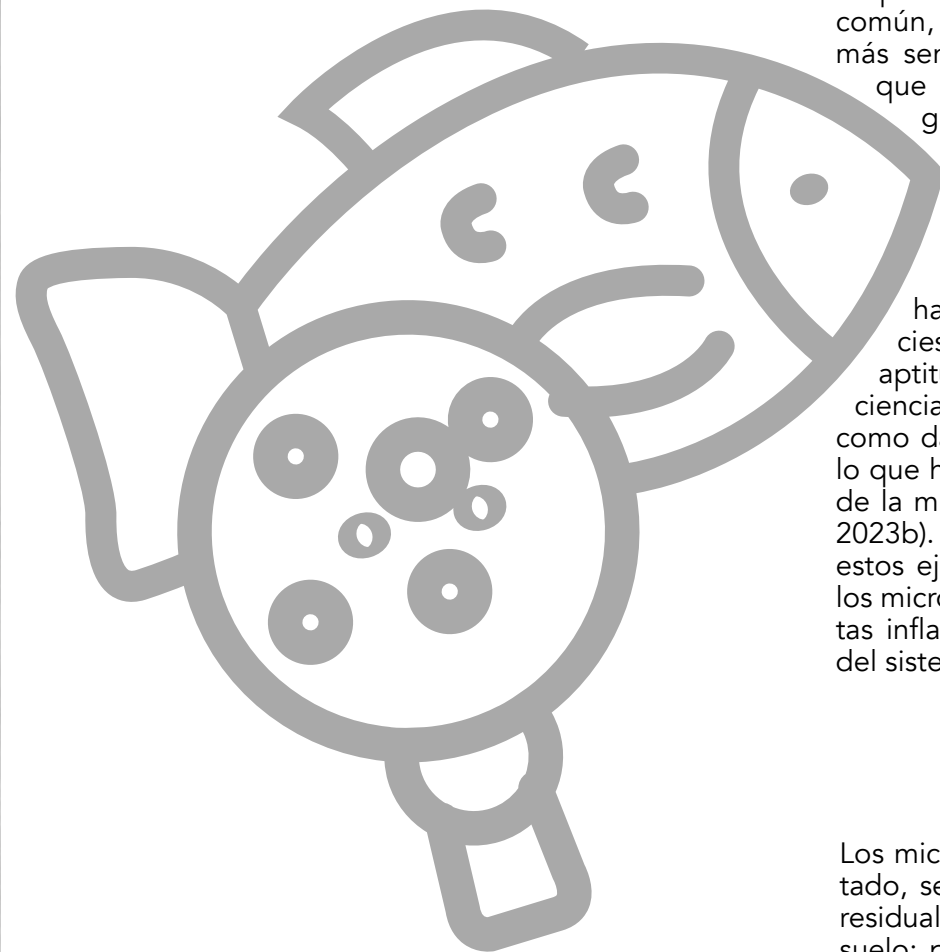 común,
más ser
que
g
ha
cies
aptitu
ciencia
como da
lo que h
de la m
2023b).
estos ej
los micro
tas infla
del siste
Los mic
tado, se
residual
suelo; p